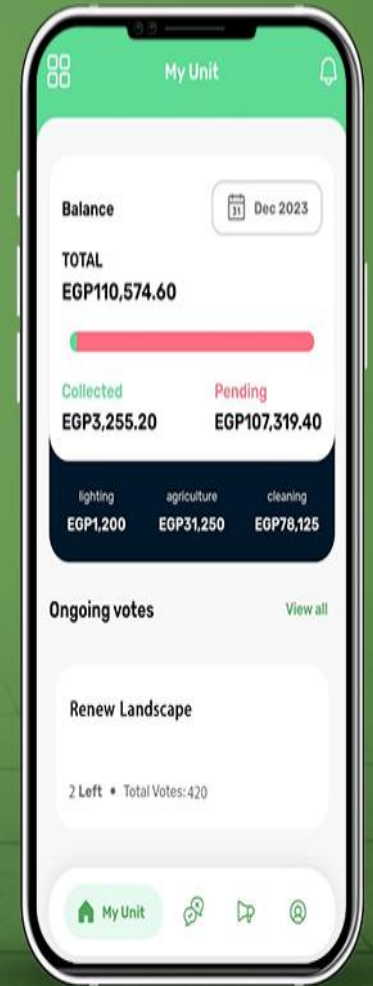 My Unit
Balance
31 Dec 2023
TOTAL
EGP110,574.60
Collected Pending
EGP3,255.20 EGP107,319.40
lighting agriculture cleaning
EGP1,200 EGP31,250 EGP78,125
Ongoing votes View all
Renew Landscape
2 Left • Total Votes: 420
My Unit